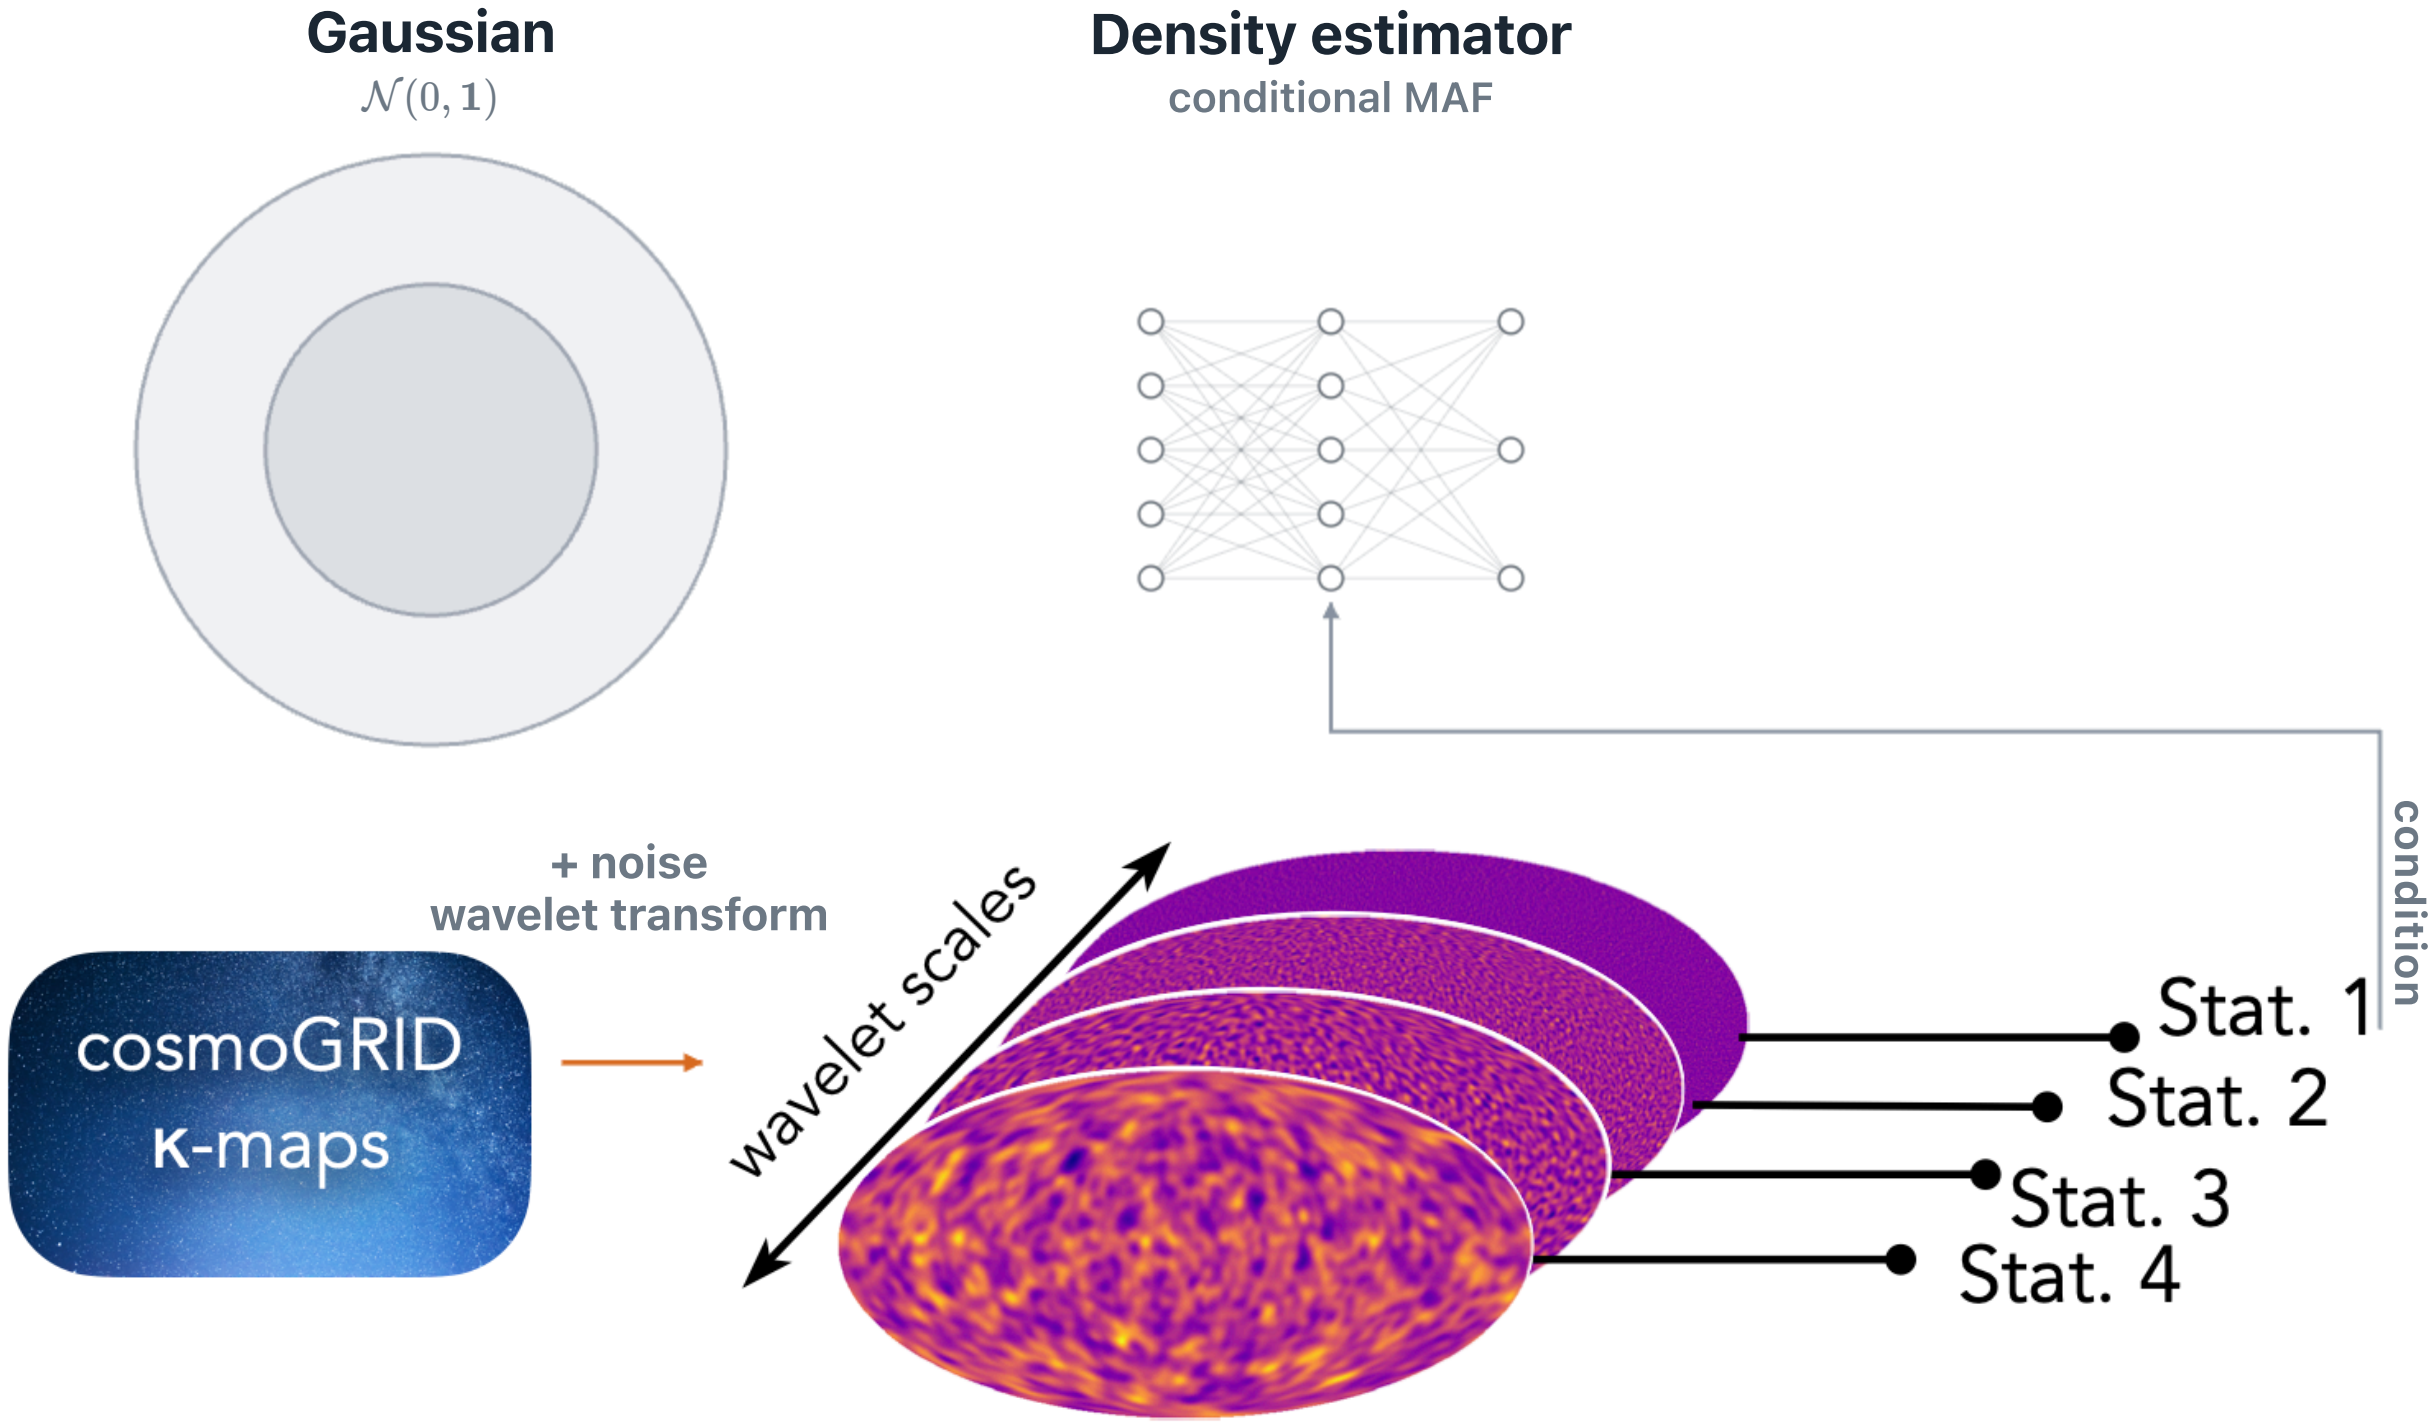 Gaussian
𝒩(0, 1)
Density estimator
conditional MAF
+ noise
wavelet transform
cosmoGRID
κ-maps
wavelet scales
condition
Stat. 1
Stat. 2
Stat. 3
Stat. 4